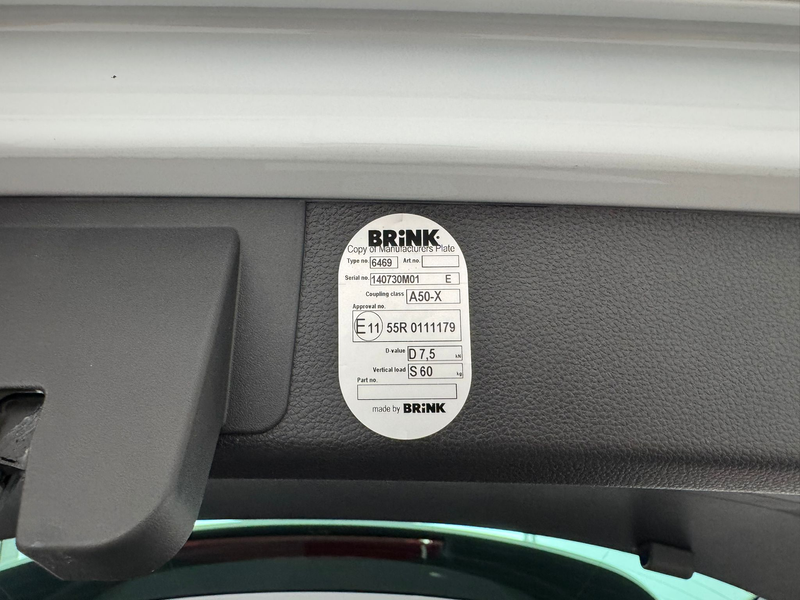 BRiNK
Copy of Manufacturers Plate
Type no. 6469 Art no.
Serial no. 140730M01 E
Coupling class A50-X
Approval no.
E11 55R 0111179
D-value D 7,5 kN
Vertical load S 60 kg
Part no.
made by BRiNK